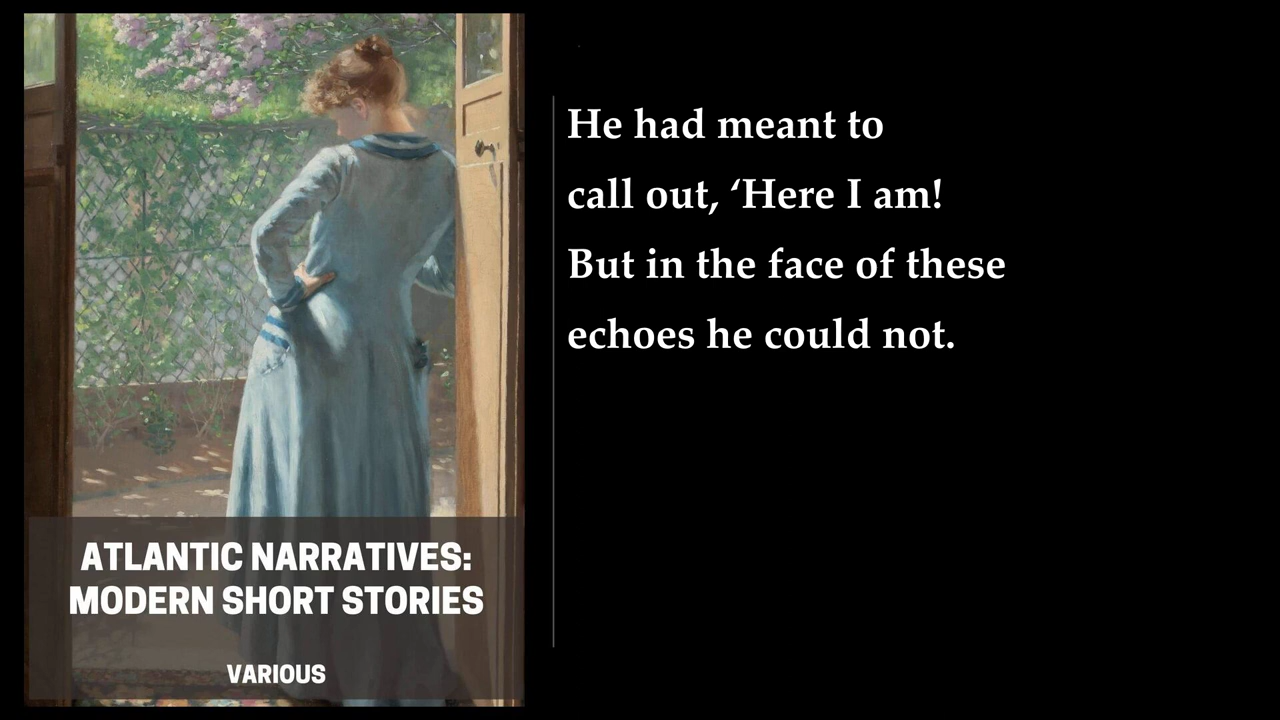 He had meant to
call out, ‘Here I am!
But in the face of these
echoes he could not.
ATLANTIC NARRATIVES:
MODERN SHORT STORIES
VARIOUS